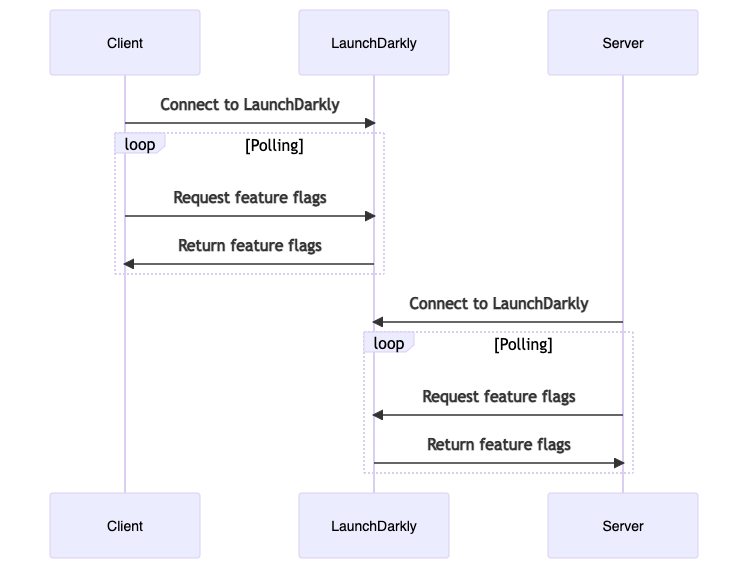 Client
LaunchDarkly
Server
Connect to LaunchDarkly
loop
[Polling]
Request feature flags
Return feature flags
Connect to LaunchDarkly
loop
[Polling]
Request feature flags
Return feature flags
Client
LaunchDarkly
Server